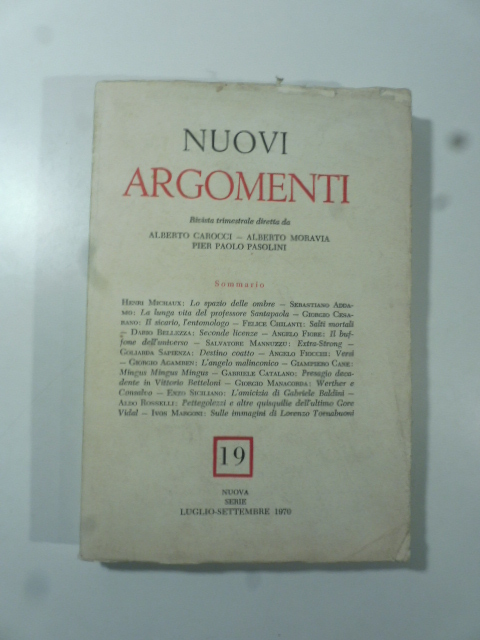 NUOVI
ARGOMENTI
Rivista trimestrale diretta da
ALBERTO CAROCCI — ALBERTO MORAVIA
PIER PAOLO PASOLINI
Sommario
HENRI MICHAUX: Lo spazio delle ombre — SEBASTIANO ADDA-
MO: La lunga vita del professore Santapaola — GIORGIO CESA-
RANO: Il sicario, l'entomologo — FELICE CHILANTI: Salti mortali
— DARIO BELLEZZA: Seconde licenze — ANGELO FIORE: Il buf-
fone dell'universo — SALVATORE MANNUZZU: Extra-Strong —
GOLIARDA SAPIENZA: Destino coatto — ANGELO FIOCCHI: Versi
— GIORGIO AGAMBEN: L'angelo malinconico — GIAMPIERO CANE:
Mingus Mingus Mingus — GABRIELE CATALANO: Presagio deca-
dente in Vittorio Betteloni — GIORGIO MANACORDA: Werther e
Consalvo — ENZO SICILIANO: L'amicizia di Gabriele Baldini —
ALDO ROSSELLI: Pettegolezzi e altre quisquilie dell'ultimo Gore
Vidal — IVOS MARGONI: Sulle immagini di Lorenzo Tornabuoni
19
NUOVA
SERIE
LUGLIO-SETTEMBRE 1970